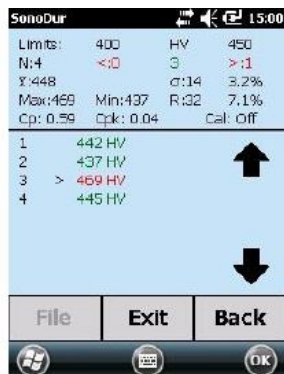 SonoDur 15:00
Limits: 400 HV 450
N:4 <:0 3 >:1
x̄:448 σ:14 3.2%
Max:469 Min:437 R:32 7.1%
Cp: 0.59 Cpk: 0.04 Cal: Off
1 442 HV
2 437 HV
3 > 469 HV
4 445 HV
File Exit Back
OK